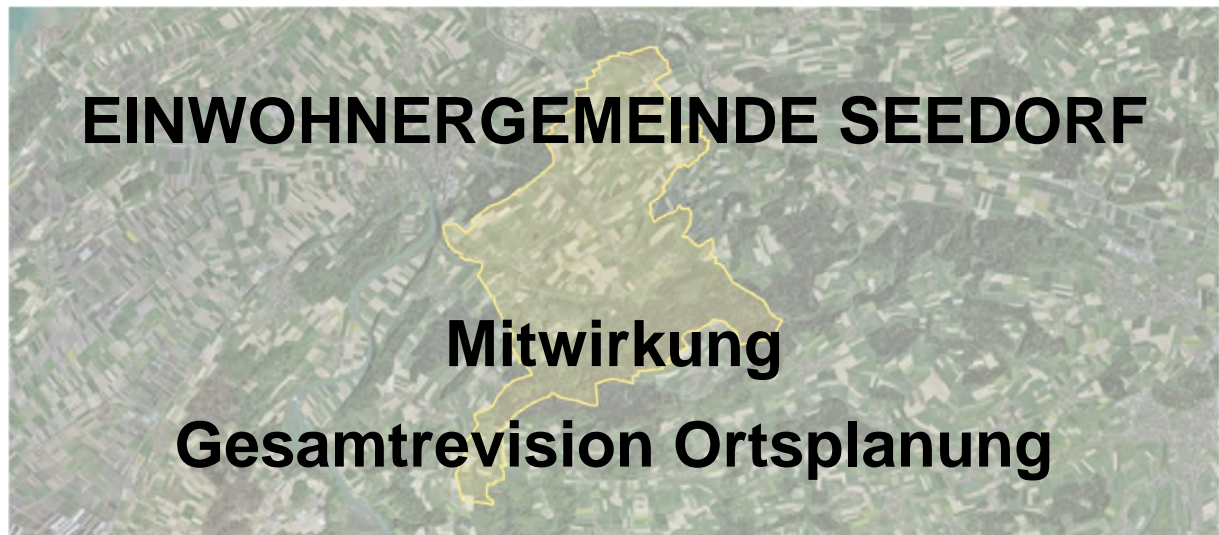 EINWOHNERGEMEINDE SEEDORF
Mitwirkung
Gesamtrevision Ortsplanung